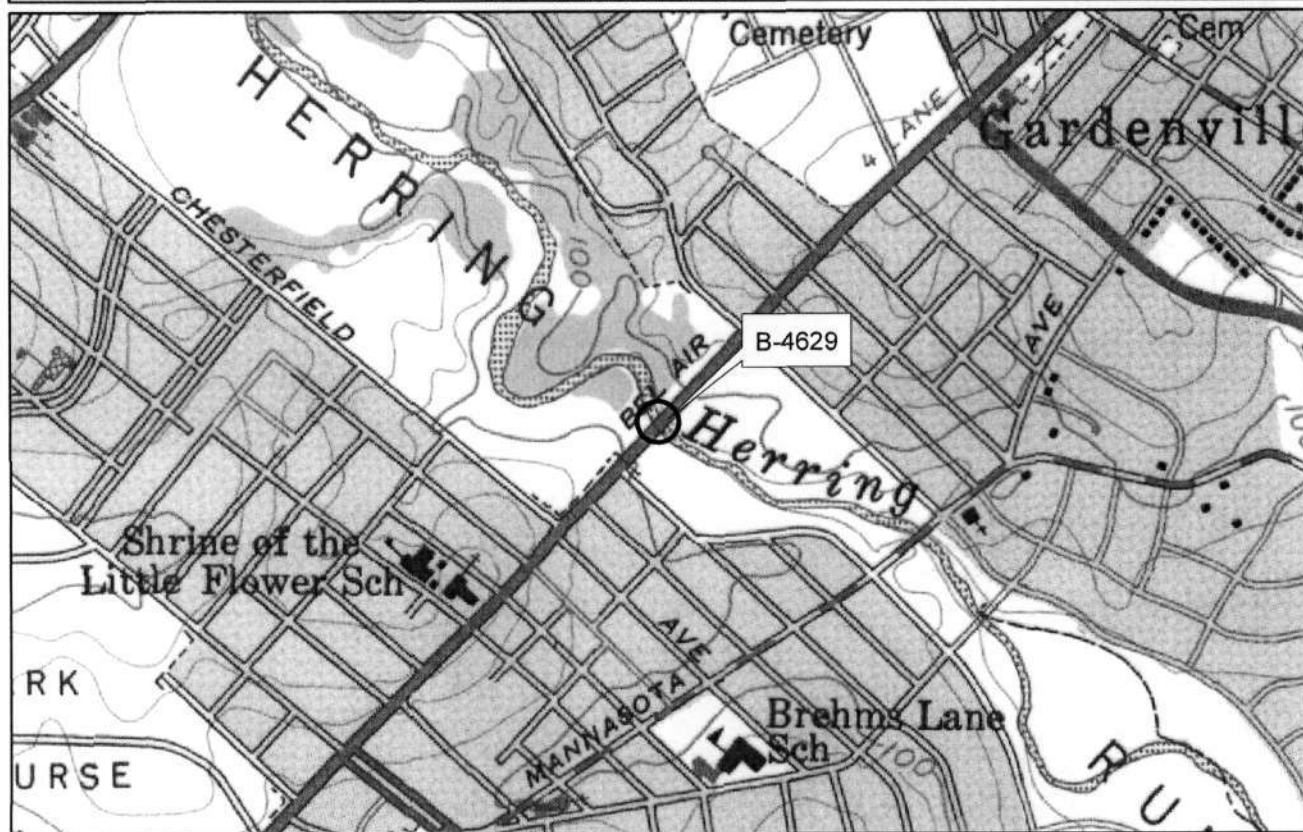 Cemetery
Cem
HERRING
4 LANE
Gardenvill
CHESTERFIELD
AVE
BEL AIR
B-4629
Herring
Shrine of the
Little Flower Sch
AVE
MANNASOTA
Brehms Lane
Sch
RK
URSE
100
100
RU